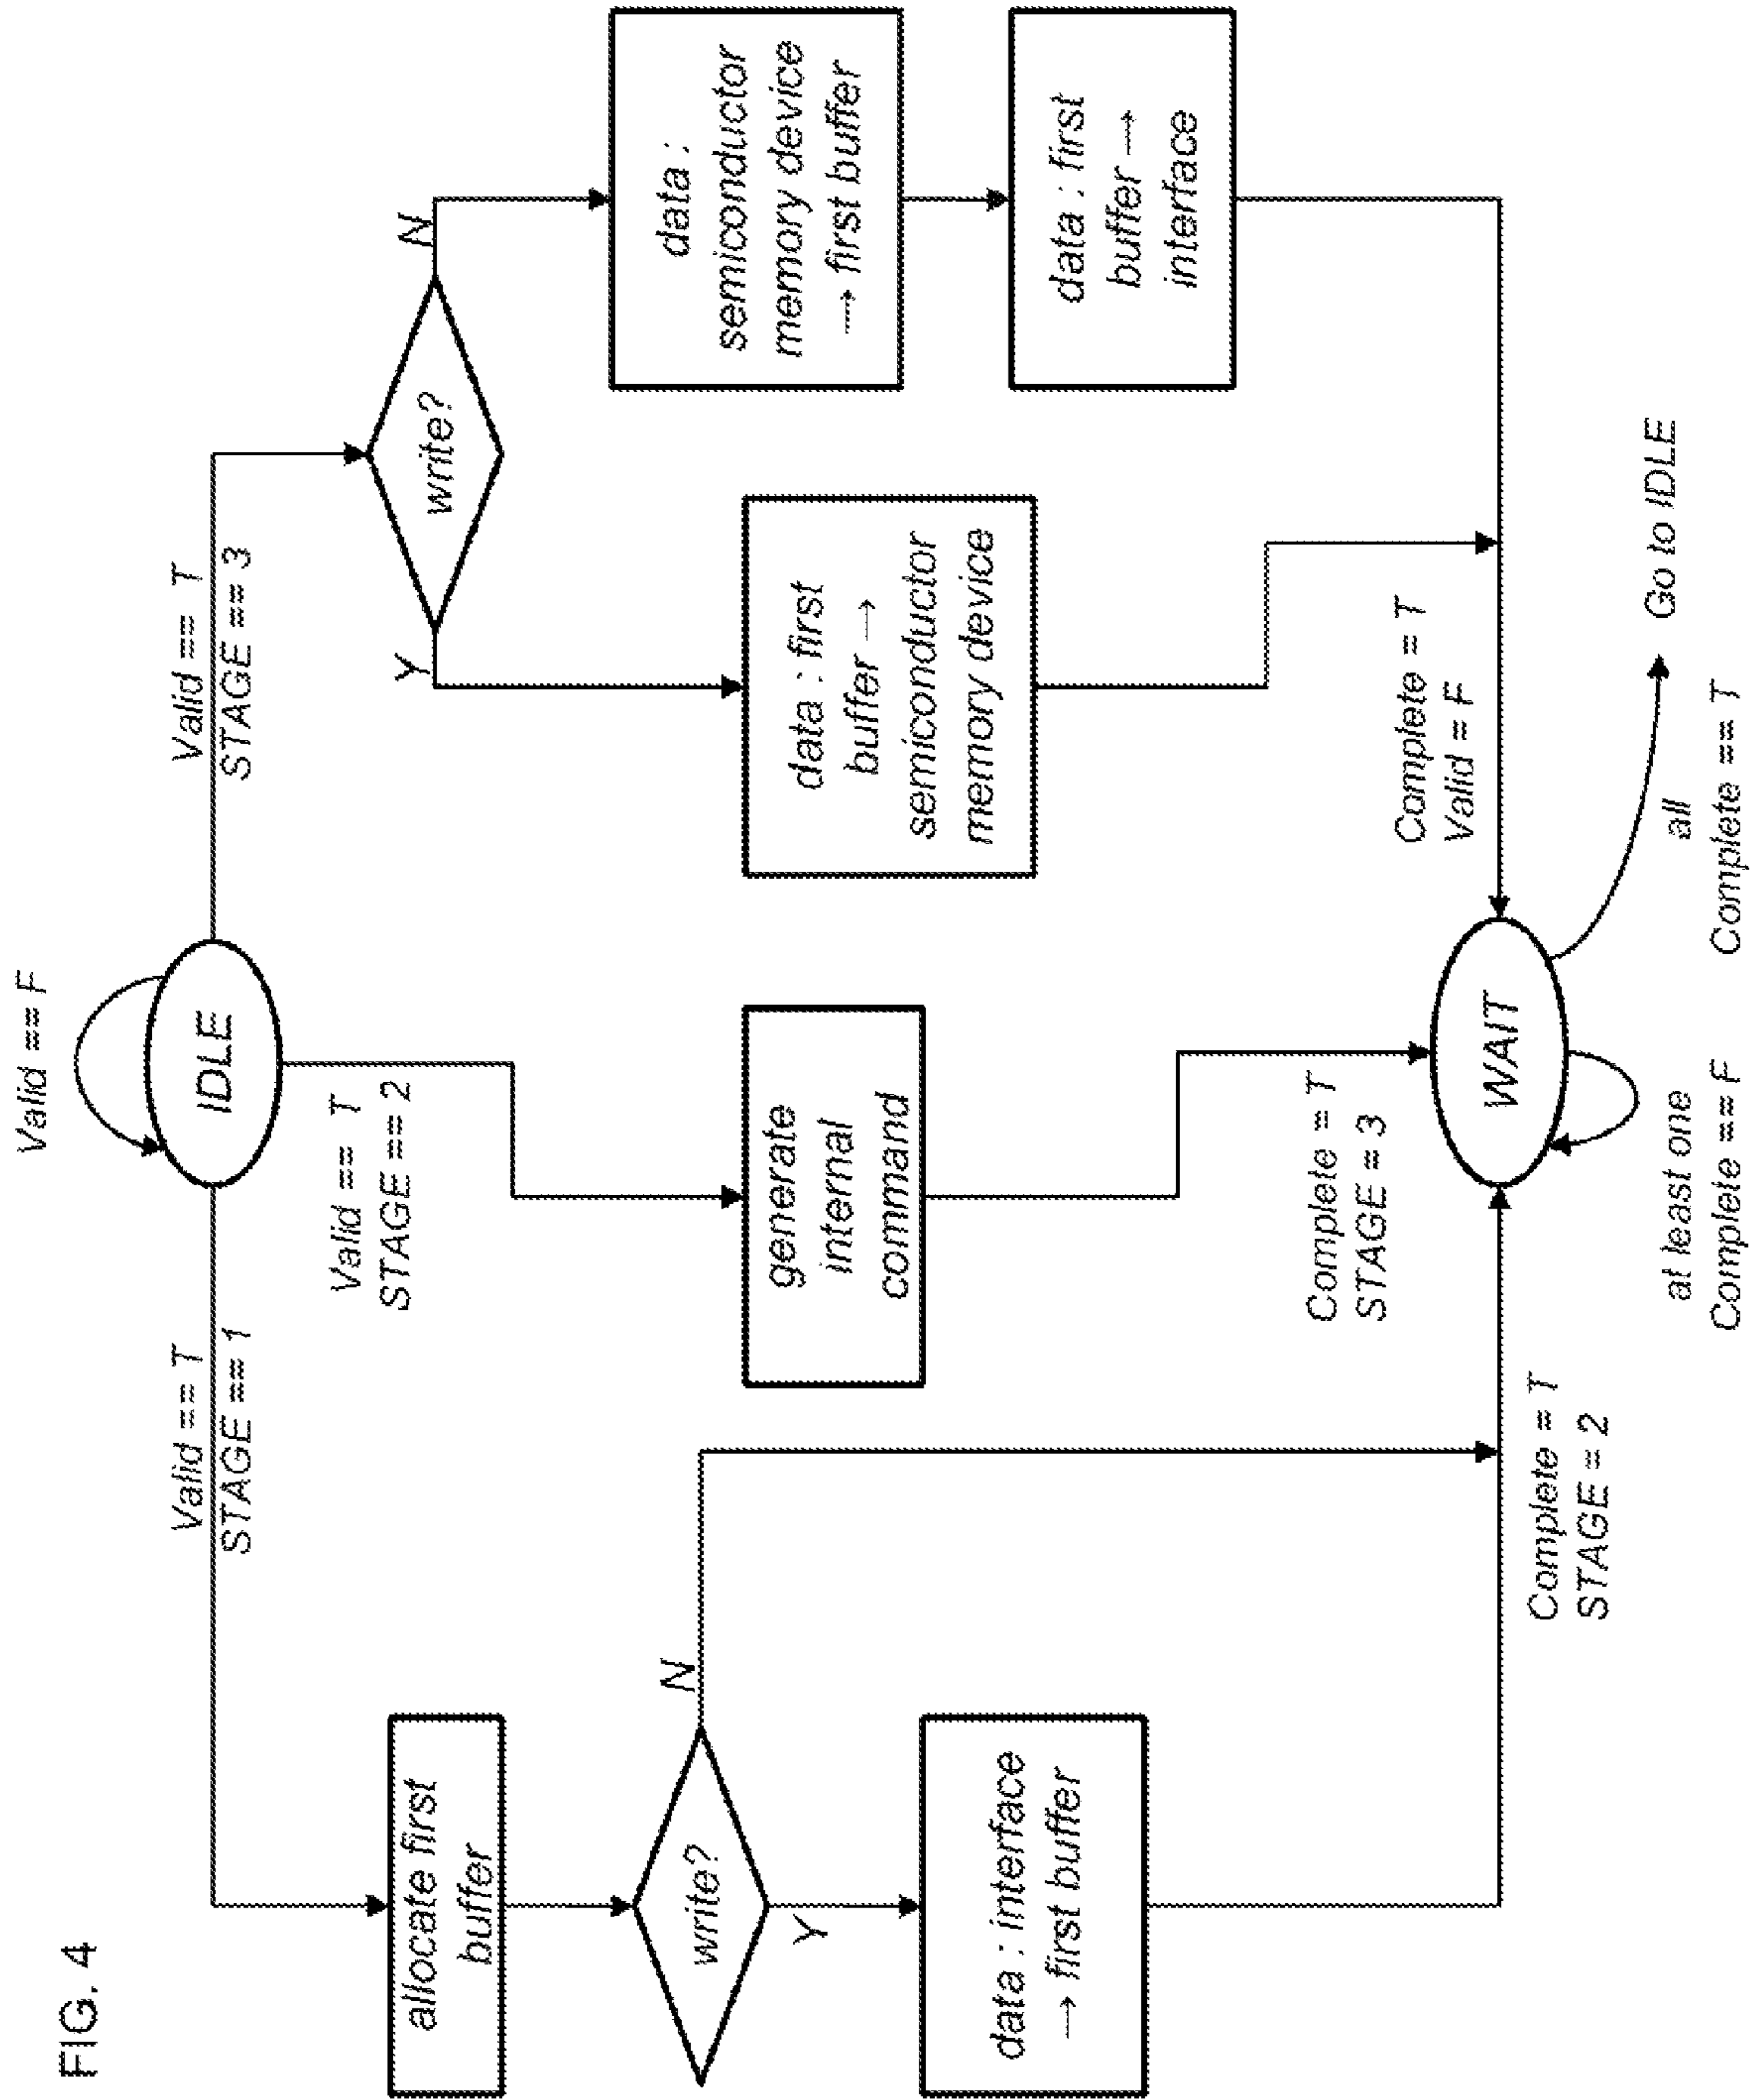 FIG. 4
Valid == F
IDLE
Valid == T
STAGE == 1
Valid == T
STAGE == 2
Valid == T
STAGE == 3
allocate first
buffer
write?
N
Y
data : interface
→ first buffer
generate
internal
command
write?
Y
N
data : first
buffer →
semiconductor
memory device
data :
semiconductor
memory device
→ first buffer
data : first
buffer →
interface
Complete = T
STAGE = 2
Complete = T
STAGE = 3
Complete = T
Valid = F
WAIT
at least one
Complete == F
all
Complete == T
Go to IDLE